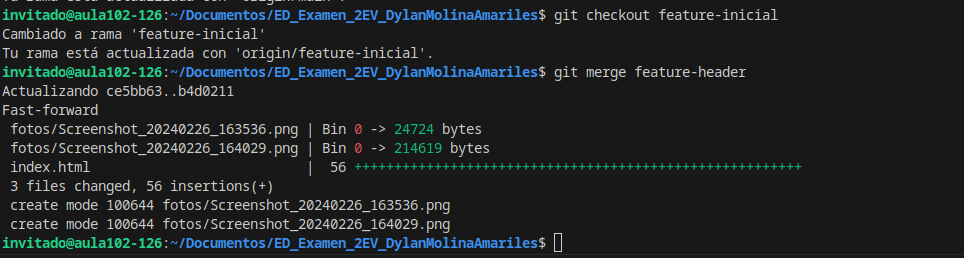 invitado@aula102-126:~/Documentos/ED_Examen_2EV_DylanMolinaAmariles$ git checkout feature-inicial
Cambiado a rama 'feature-inicial'
Tu rama está actualizada con 'origin/feature-inicial'.
invitado@aula102-126:~/Documentos/ED_Examen_2EV_DylanMolinaAmariles$ git merge feature-header
Actualizando ce5bb63..b4d0211
Fast-forward
 fotos/Screenshot_20240226_163536.png | Bin 0 -> 24724 bytes
 fotos/Screenshot_20240226_164029.png | Bin 0 -> 214619 bytes
 index.html                           |  56 ++++++++++++++++++++++++++++++++++++++++++++++++++++++++
 3 files changed, 56 insertions(+)
 create mode 100644 fotos/Screenshot_20240226_163536.png
 create mode 100644 fotos/Screenshot_20240226_164029.png
invitado@aula102-126:~/Documentos/ED_Examen_2EV_DylanMolinaAmariles$